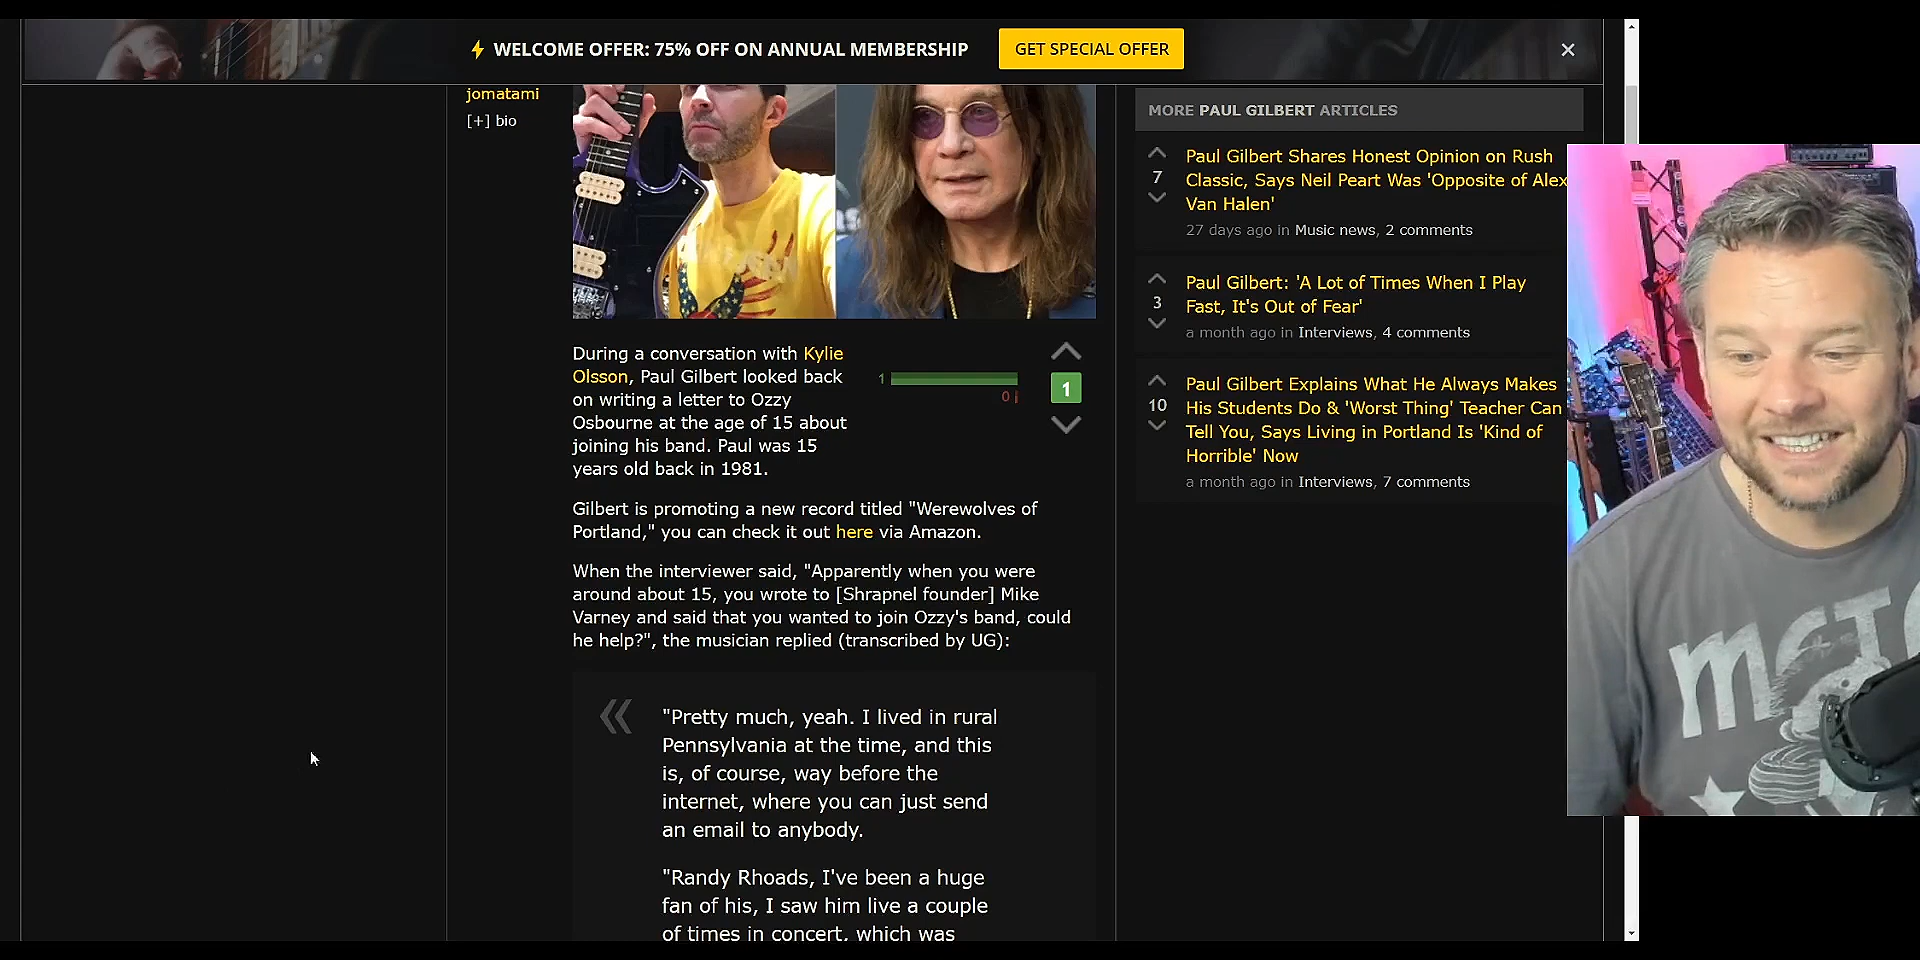 WELCOME OFFER: 75% OFF ON ANNUAL MEMBERSHIP
GET SPECIAL OFFER
jomatami
[+] bio
During a conversation with Kylie
Olsson, Paul Gilbert looked back
on writing a letter to Ozzy
Osbourne at the age of 15 about
joining his band. Paul was 15
years old back in 1981.
1
0
1
Gilbert is promoting a new record titled "Werewolves of
Portland," you can check it out here via Amazon.
When the interviewer said, "Apparently when you were
around about 15, you wrote to [Shrapnel founder] Mike
Varney and said that you wanted to join Ozzy's band, could
he help?", the musician replied (transcribed by UG):
"Pretty much, yeah. I lived in rural
Pennsylvania at the time, and this
is, of course, way before the
internet, where you can just send
an email to anybody.
"Randy Rhoads, I've been a huge
fan of his, I saw him live a couple
of times in concert, which was
MORE PAUL GILBERT ARTICLES
7
Paul Gilbert Shares Honest Opinion on Rush
Classic, Says Neil Peart Was 'Opposite of Alex
Van Halen'
27 days ago in Music news, 2 comments
3
Paul Gilbert: 'A Lot of Times When I Play
Fast, It's Out of Fear'
a month ago in Interviews, 4 comments
10
Paul Gilbert Explains What He Always Makes
His Students Do & 'Worst Thing' Teacher Can
Tell You, Says Living in Portland Is 'Kind of
Horrible' Now
a month ago in Interviews, 7 comments